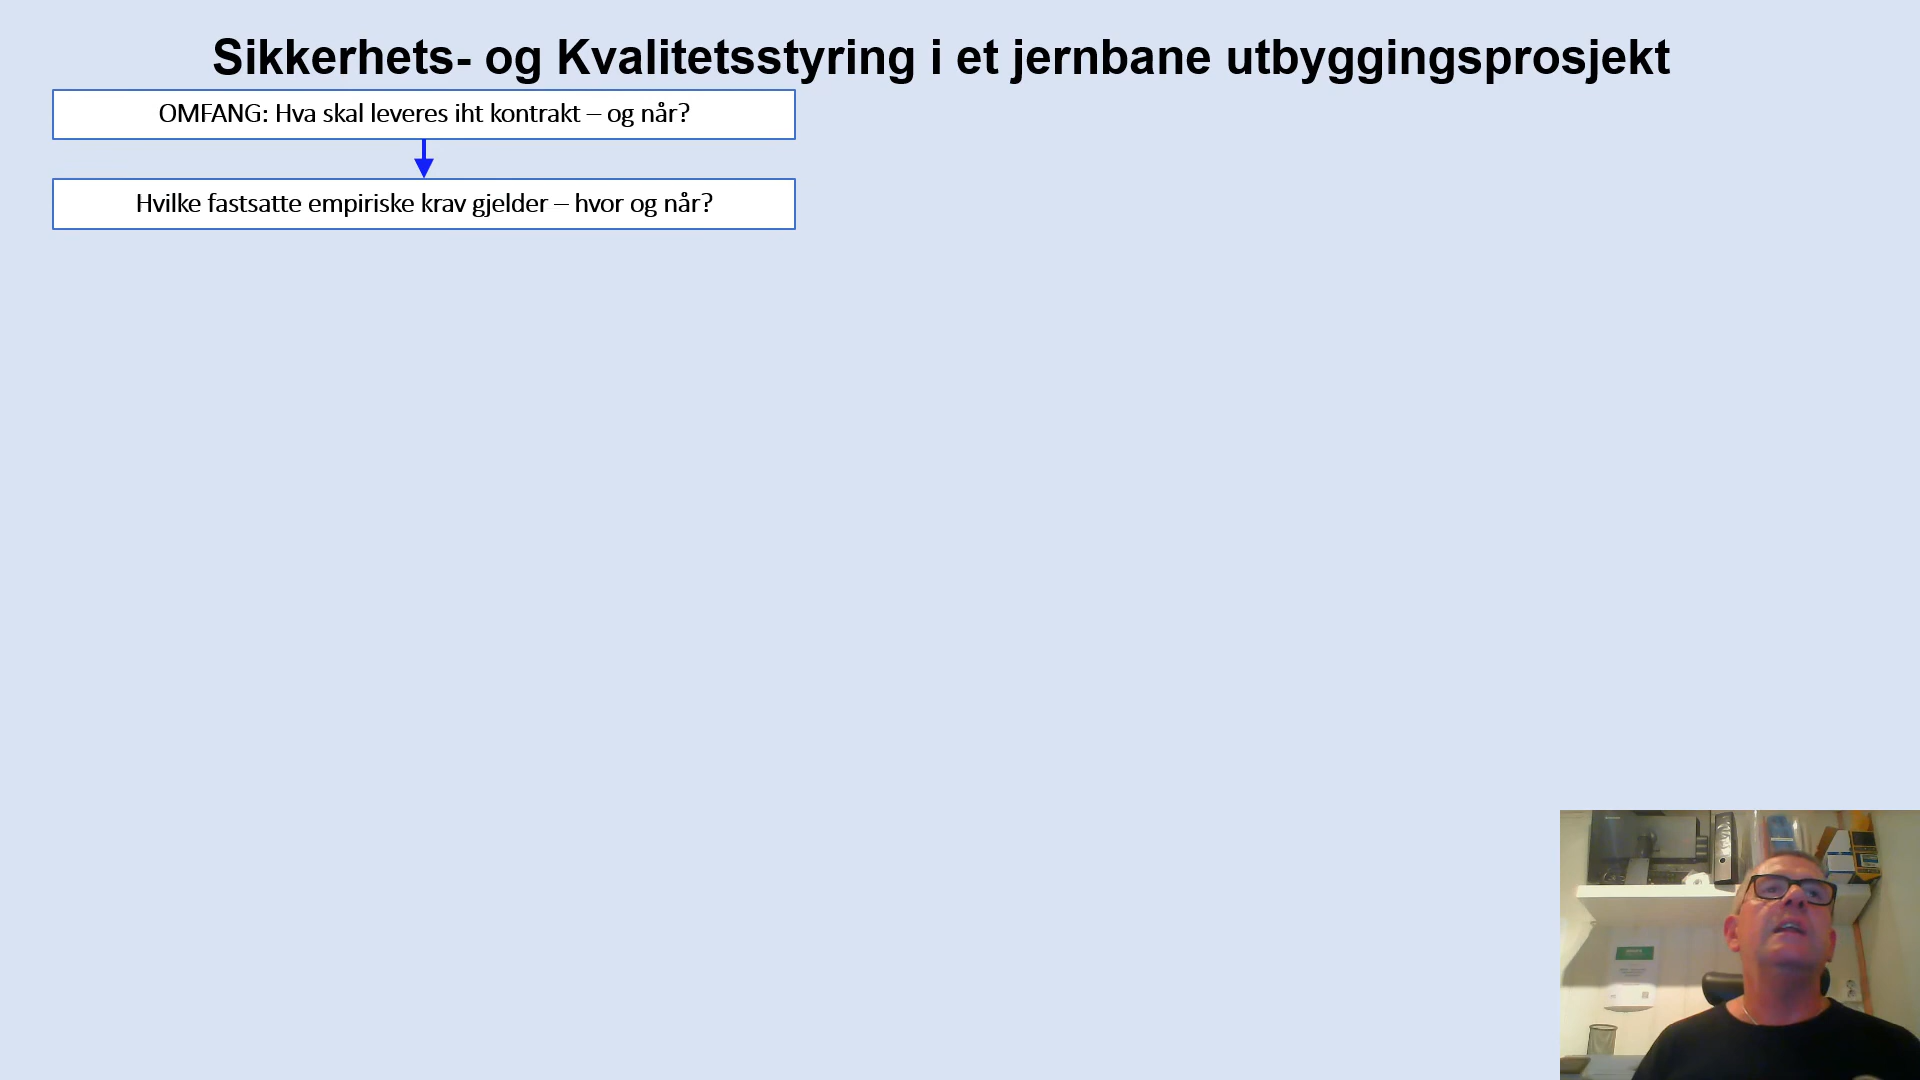 Sikkerhets- og Kvalitetsstyring i et jernbane utbyggingsprosjekt
OMFANG: Hva skal leveres iht kontrakt – og når?
Hvilke fastsatte empiriske krav gjelder – hvor og når?